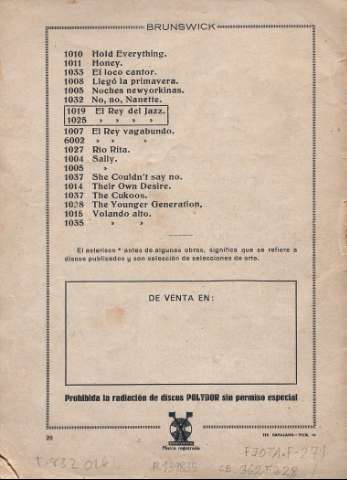 BRUNSWICK
1010 Hold Everything.
1011 Honey.
1033 El loco cantor.
1008 Llegó la primavera.
1005 Noches newyorkinas.
1032 No, no, Nanette.
1019 El Rey del Jazz.
1025 » » » »
1007 El Rey vagabundo.
6002 » » »
1027 Rio Rita.
1004 Sally.
1005 »
1037 She Couldn't say no.
1014 Their Own Desire.
1037 The Cukoos.
1028 The Younger Generation,
1015 Volando alto.
1035 » »
El asterisco * antes de algunas obras, significa que se refiere a
discos publicados y son selección de selecciones de arte.
DE VENTA EN:
Prohibida la radiación de discos POLYDOR sin permiso especial
Marca registrada